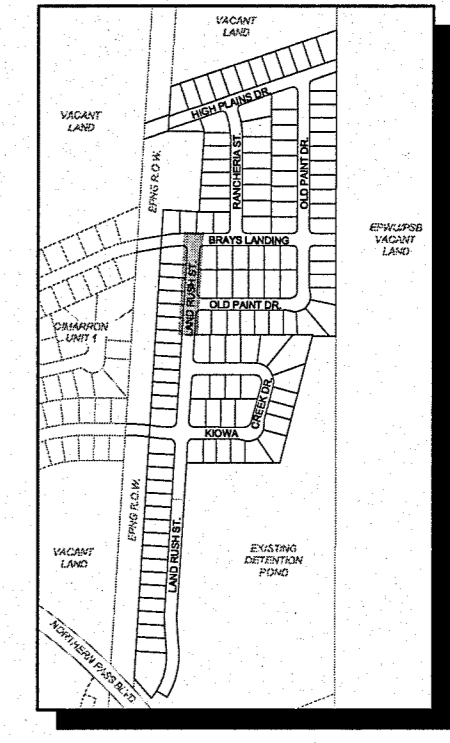 VACANT
LAND
HIGH PLAINS DR.
VACANT
LAND
EPNG R.O.W.
RANCHERIA ST.
OLD PAINT DR.
EPWU/PSB
VACANT
LAND
BRAYS LANDING
LAND RUSH ST.
OLD PAINT DR.
CIMARRON
UNIT 1
CREEK DR.
KIOWA
EPNG R.O.W.
LAND RUSH ST.
VACANT
LAND
EXISTING
DETENTION
POND
NORTHERN PASS BLVD.